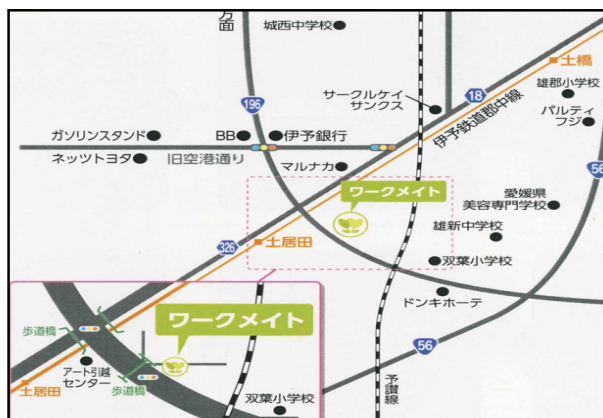 方面
城西中学校
土橋
18
雄郡小学校
サークルケイ
サンクス
パルティ
フジ
196
伊予鉄道郡中線
ガソリンスタンド
BB
伊予銀行
ネッツトヨタ
旧空港通り
マルナカ
56
ワークメイト
愛媛県
美容専門学校
雄新中学校
326
土居田
双葉小学校
ドンキホーテ
ワークメイト
歩道橋
56
予讃線
アート引越
センター
歩道橋
土居田
双葉小学校